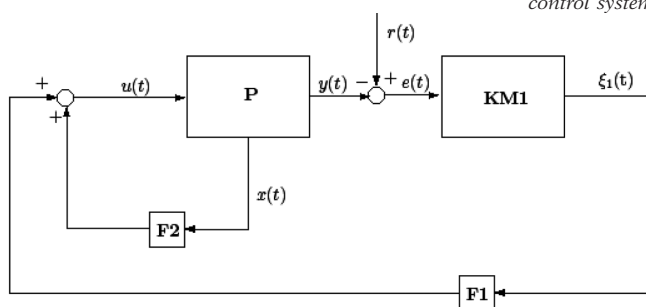 control system
r(t)
+
u(t)
P
y(t)
−
+
e(t)
KM1
ξ₁(t)
+
x(t)
F2
F1